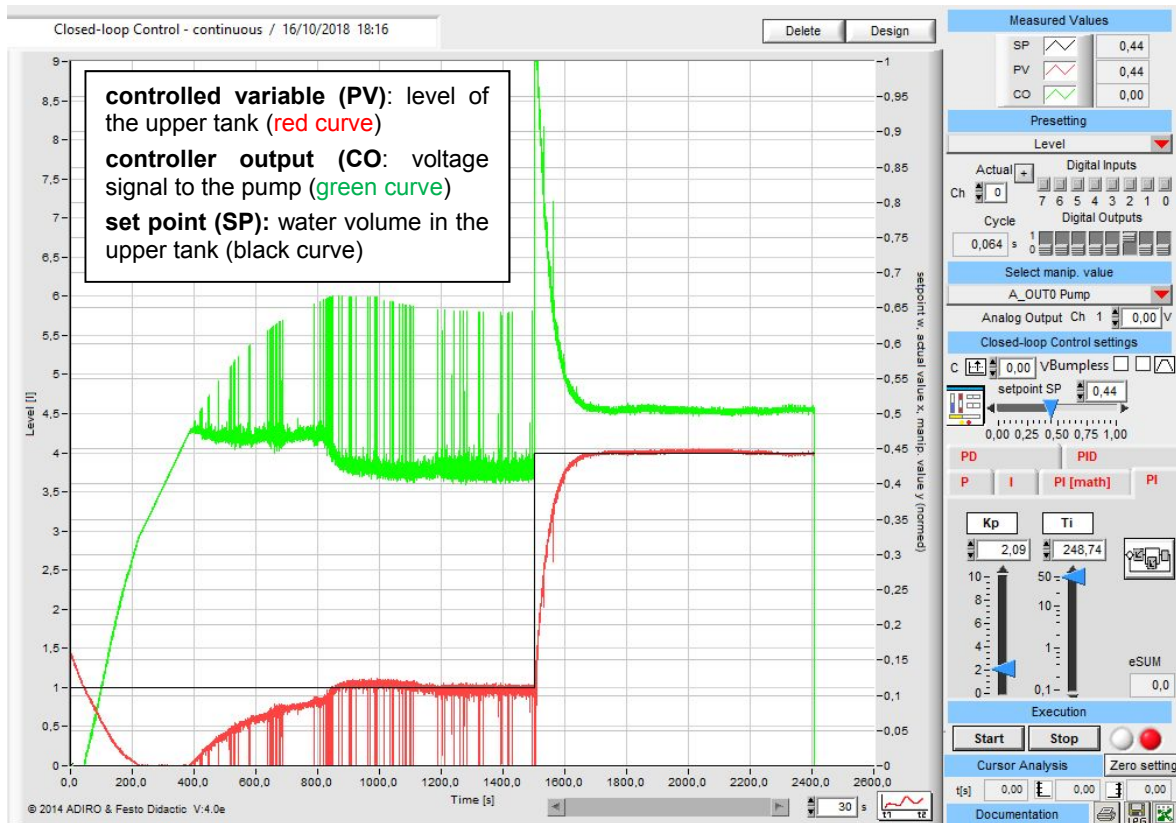 Closed-loop Control - continuous / 16/10/2018 18:16
Delete
Design
controlled variable (PV): level of
the upper tank (red curve)
controller output (CO: voltage
signal to the pump (green curve)
set point (SP): water volume in the
upper tank (black curve)
9
8,5
8
7,5
7
6,5
6
5,5
5
4,5
4
3,5
3
2,5
2
1,5
1
0,5
0
Level [l]
1
0,95
0,9
0,85
0,8
0,75
0,7
0,65
0,6
0,55
0,5
0,45
0,4
0,35
0,3
0,25
0,2
0,15
0,1
0,05
0
setpoint w, actual value x, manip. value y (normed)
0,0 200,0 400,0 600,0 800,0 1000,0 1200,0 1400,0 1600,0 1800,0 2000,0 2200,0 2400,0 2600,0
Time [s]
© 2014 ADIRO & Festo Didactic V:4.0e
30 s
t1 t2
Measured Values
SP 0,44
PV 0,44
CO 0,00
Presetting
Level
Actual + Digital Inputs
Ch 0
7 6 5 4 3 2 1 0
Cycle Digital Outputs
0,064 s 1
0
Select manip. value
A_OUT0 Pump
Analog Output Ch 1 0,00 V
Closed-loop Control settings
C 0,00 VBumpless
setpoint SP 0,44
0,00 0,25 0,50 0,75 1,00
PD PID
P I PI [math] PI
Kp Ti
2,09 248,74
10 50
8
6 10
4
2 1
0 0,1
eSUM
0,0
Execution
Start Stop
Cursor Analysis Zero setting
t[s] 0,00 0,00 0,00
Documentation